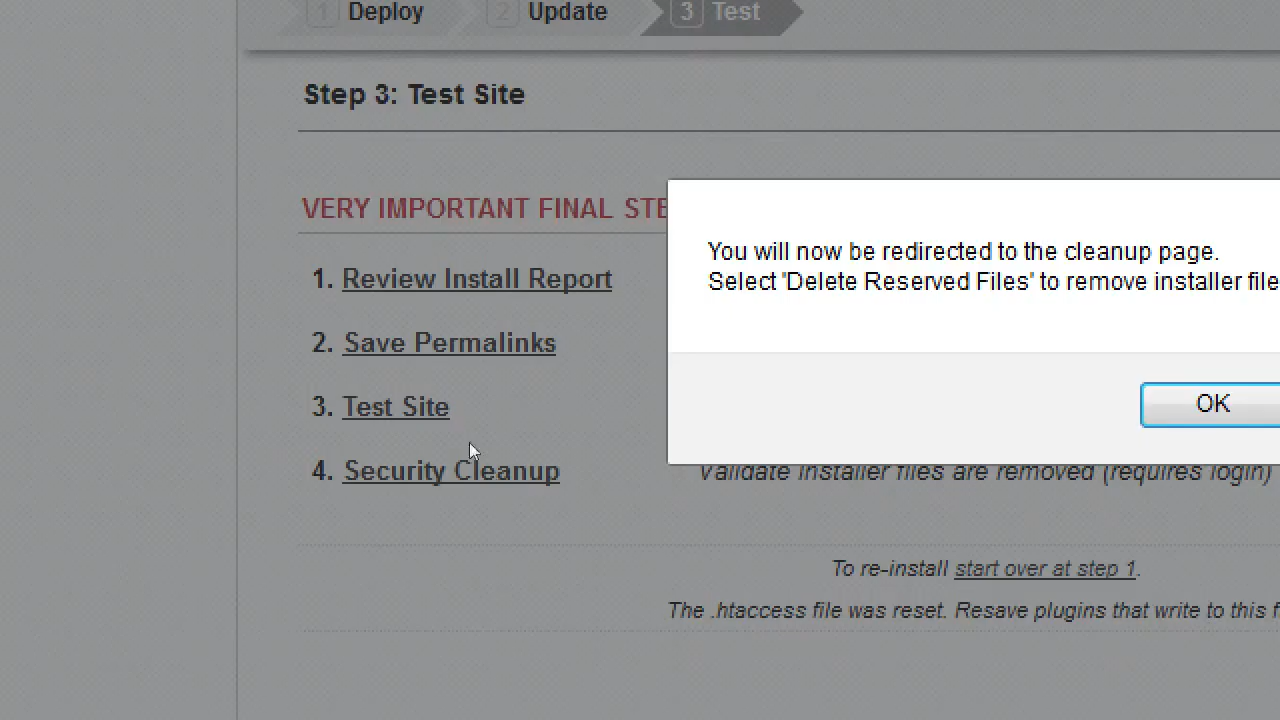 1 Deploy 2 Update 3 Test
Step 3: Test Site
VERY IMPORTANT FINAL
You will now be redirected to the cleanup page.
Select 'Delete Reserved Files' to remove installer
1. Review Install Report
2. Save Permalinks
3. Test Site
OK
4. Security Cleanup Validate installer files are removed (requires login)
To re-install start over at step 1.
The .htaccess file was reset. Resave plugins that write to this